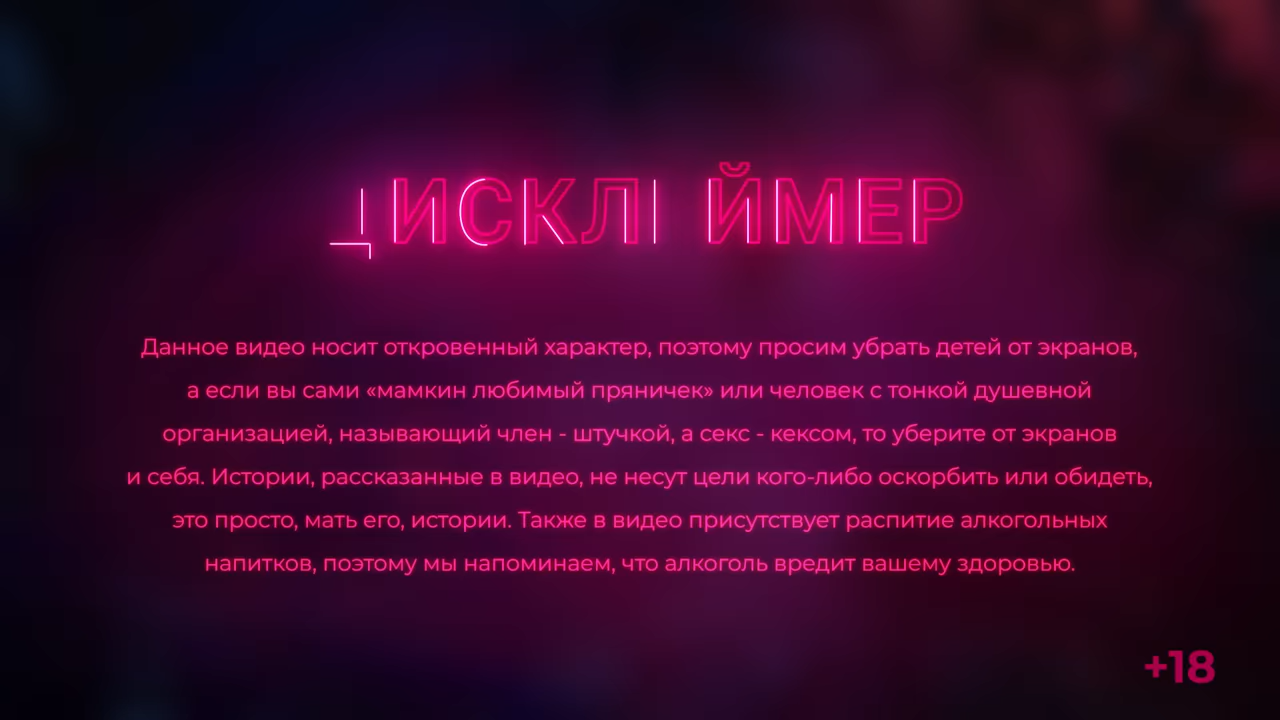 ДИСКЛЕЙМЕР
Данное видео носит откровенный характер, поэтому просим убрать детей от экранов,
а если вы сами «мамкин любимый пряничек» или человек с тонкой душевной
организацией, называющий член - штучкой, а секс - кексом, то уберите от экранов
и себя. Истории, рассказанные в видео, не несут цели кого-либо оскорбить или обидеть,
это просто, мать его, истории. Также в видео присутствует распитие алкогольных
напитков, поэтому мы напоминаем, что алкоголь вредит вашему здоровью.
+18